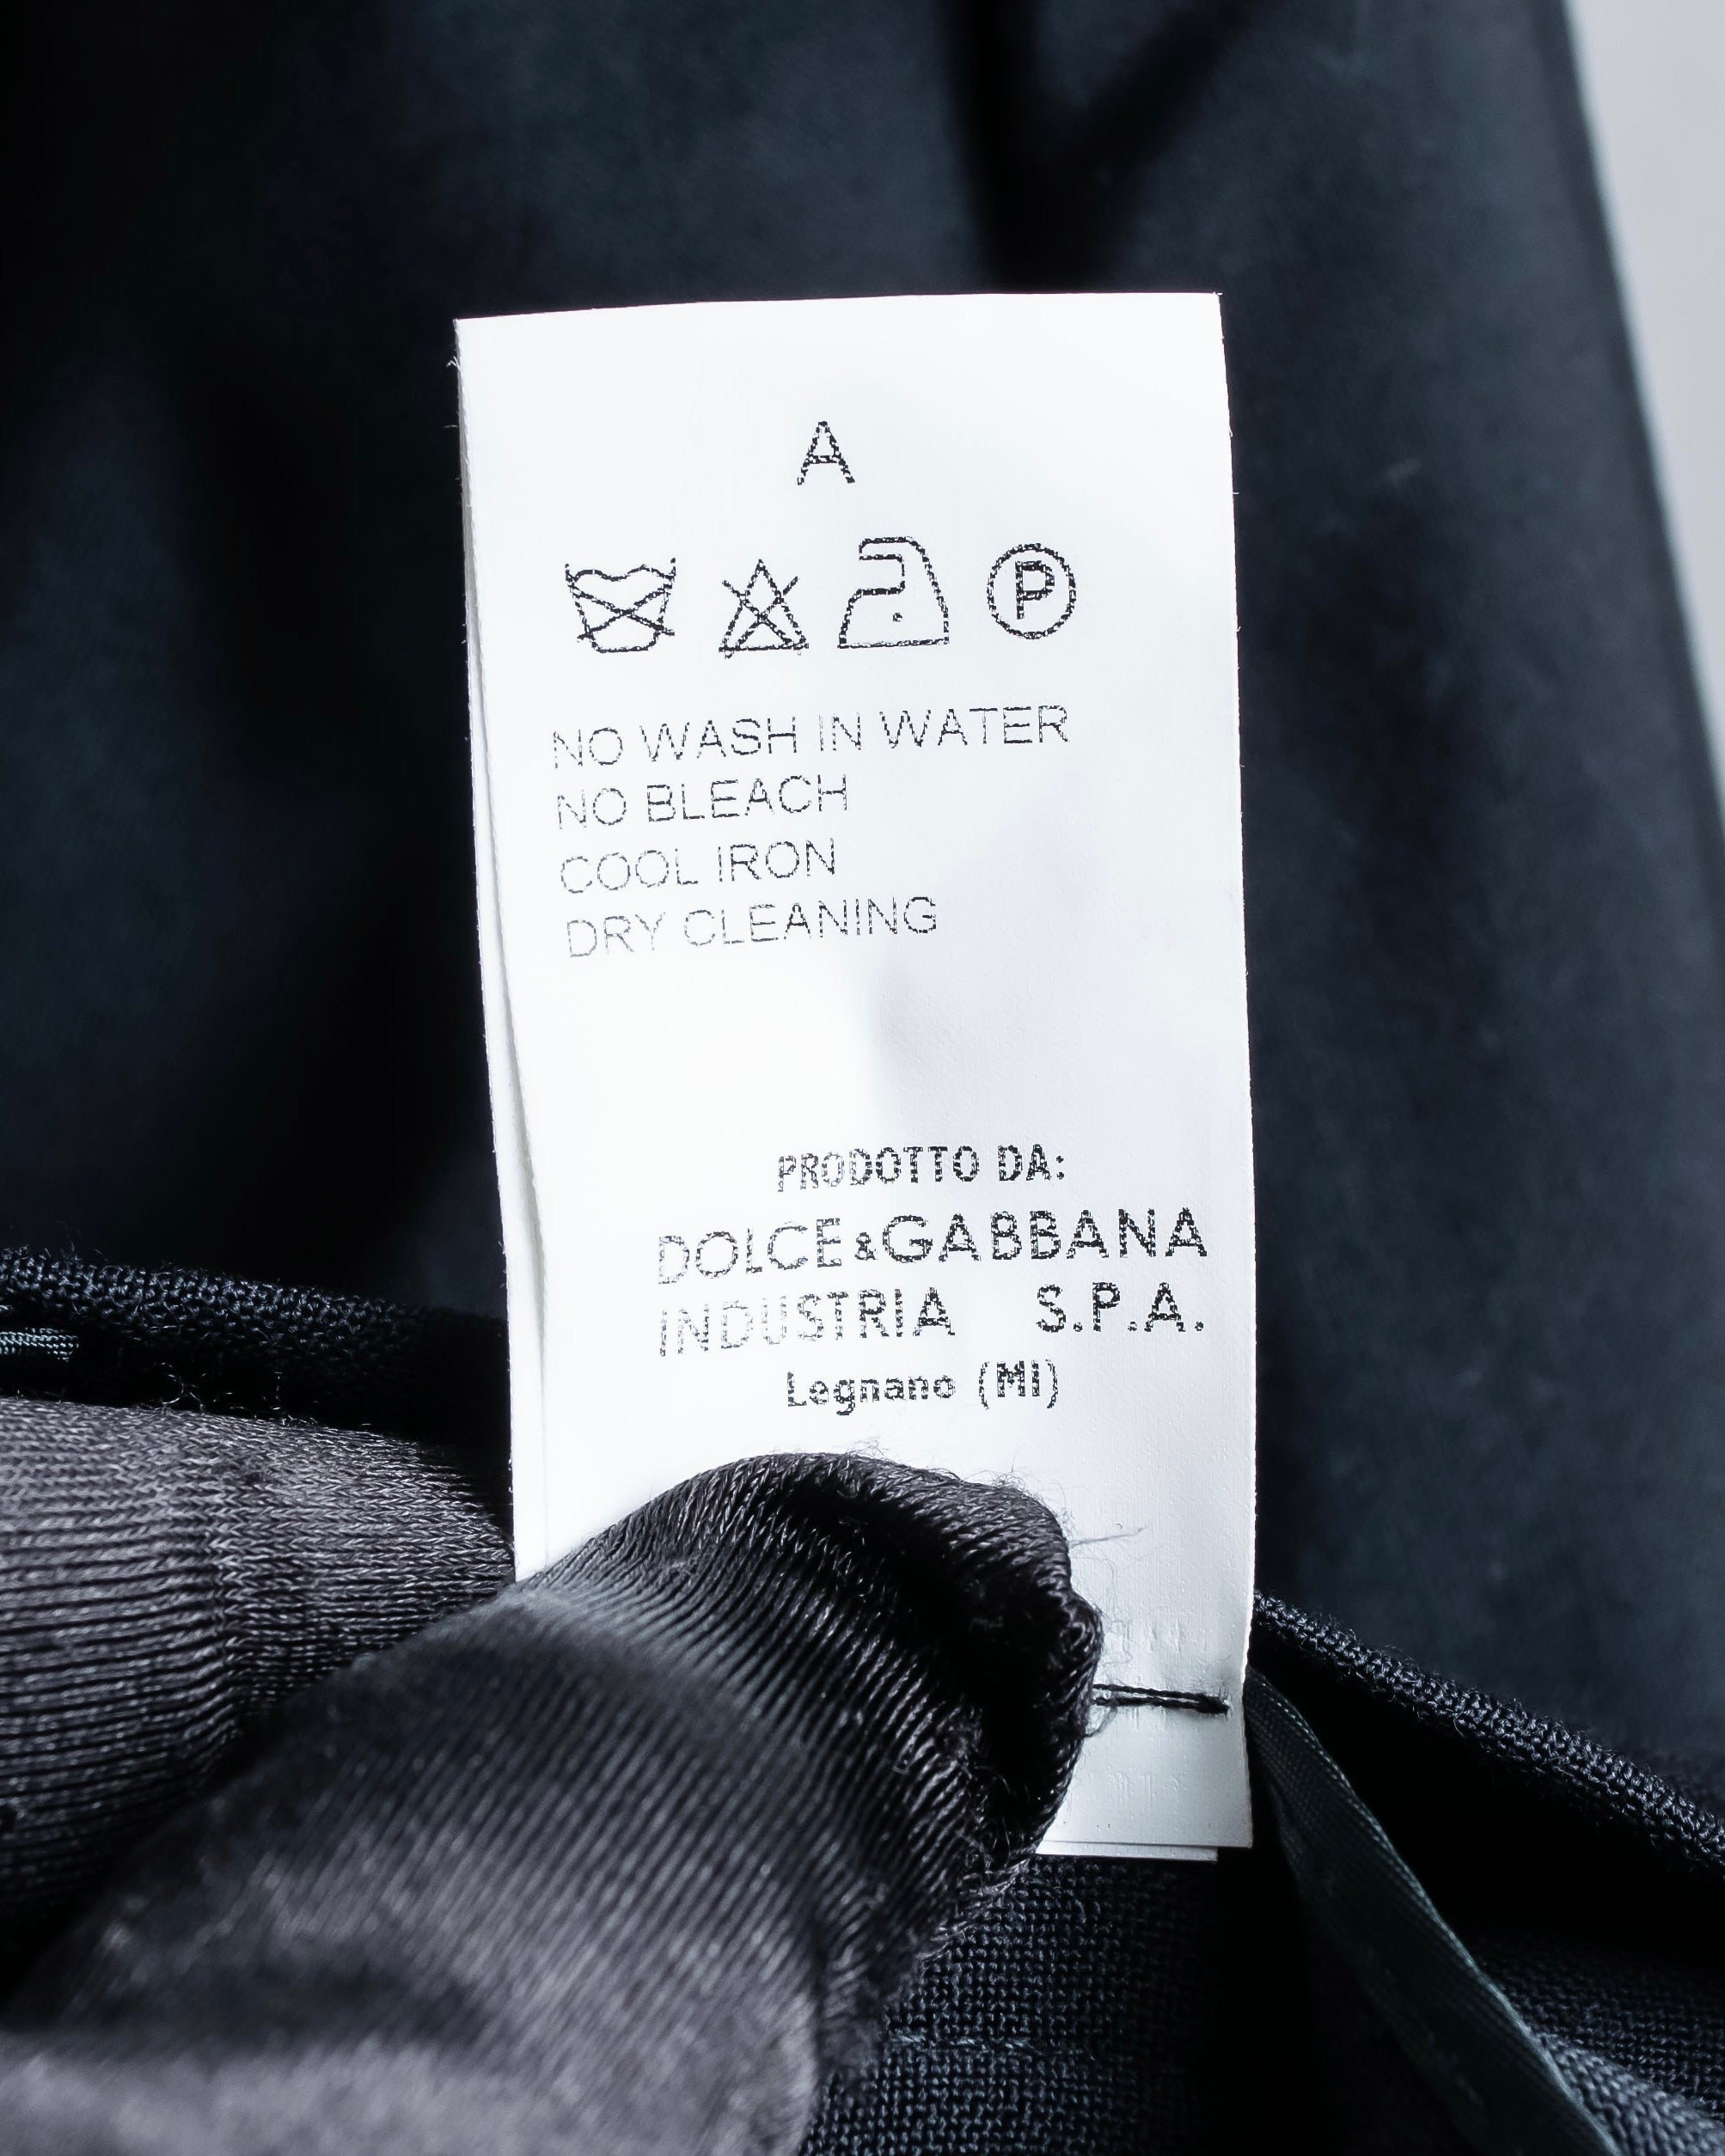 A
P
NO WASH IN WATER
NO BLEACH
COOL IRON
DRY CLEANING
PRODOTTO DA:
DOLCE&GABBANA
INDUSTRIA S.P.A.
Legnano (MI)